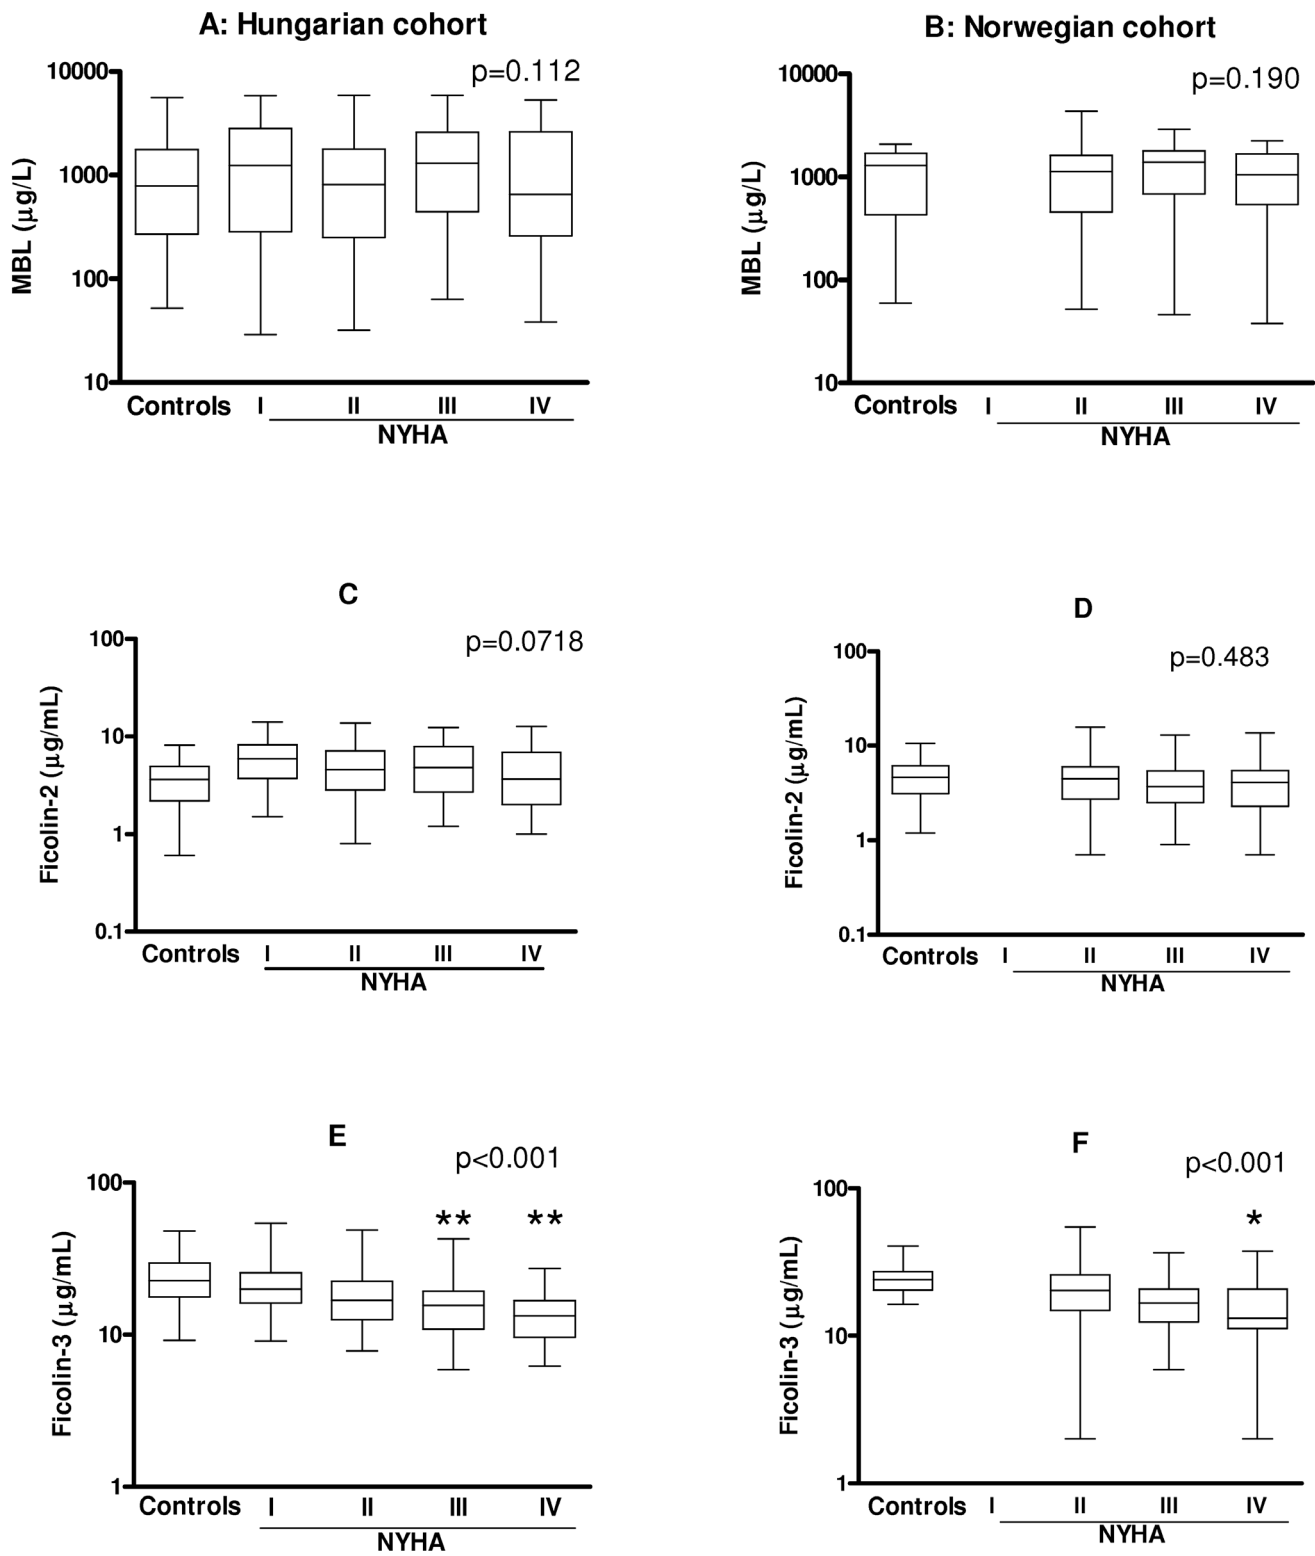 A: Hungarian cohort
p=0.112
MBL (µg/L)
10000
1000
100
10
Controls I II III IV
NYHA
B: Norwegian cohort
p=0.190
MBL (µg/L)
10000
1000
100
10
Controls I II III IV
NYHA
C
p=0.0718
Ficolin-2 (µg/mL)
100
10
1
0.1
Controls I II III IV
NYHA
D
p=0.483
Ficolin-2 (µg/mL)
100
10
1
0.1
Controls I II III IV
NYHA
E
p<0.001
Ficolin-3 (µg/mL)
100
** **
10
1
Controls I II III IV
NYHA
F
p<0.001
Ficolin-3 (µg/mL)
100
*
10
1
Controls I II III IV
NYHA